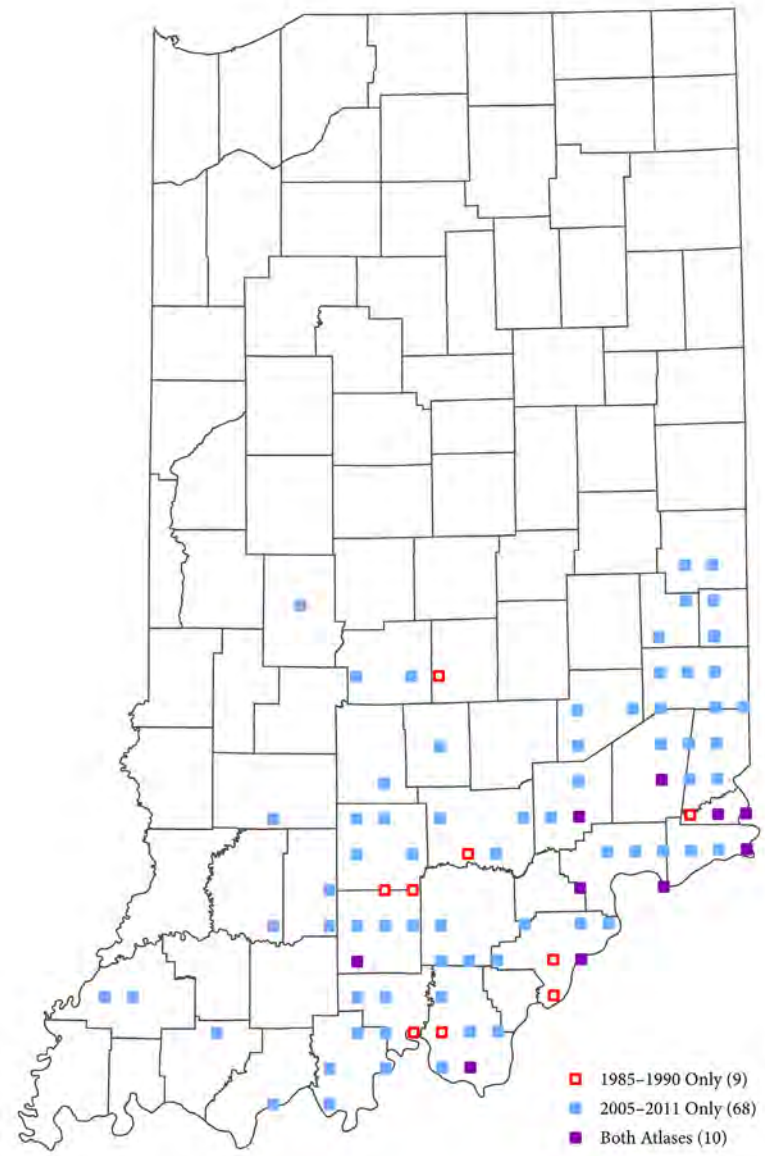 1985–1990 Only (9)
2005–2011 Only (68)
Both Atlases (10)